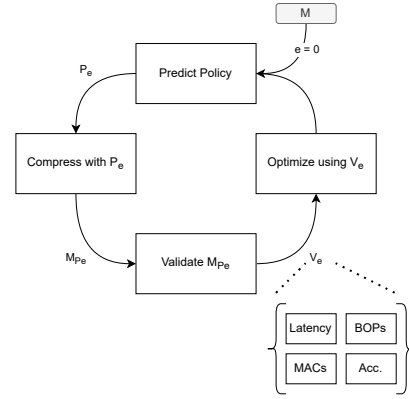 M
e = 0
Predict Policy
Pe
Compress with Pe
Optimize using Ve
MPe
Validate MPe
Ve
Latency
BOPs
MACs
Acc.